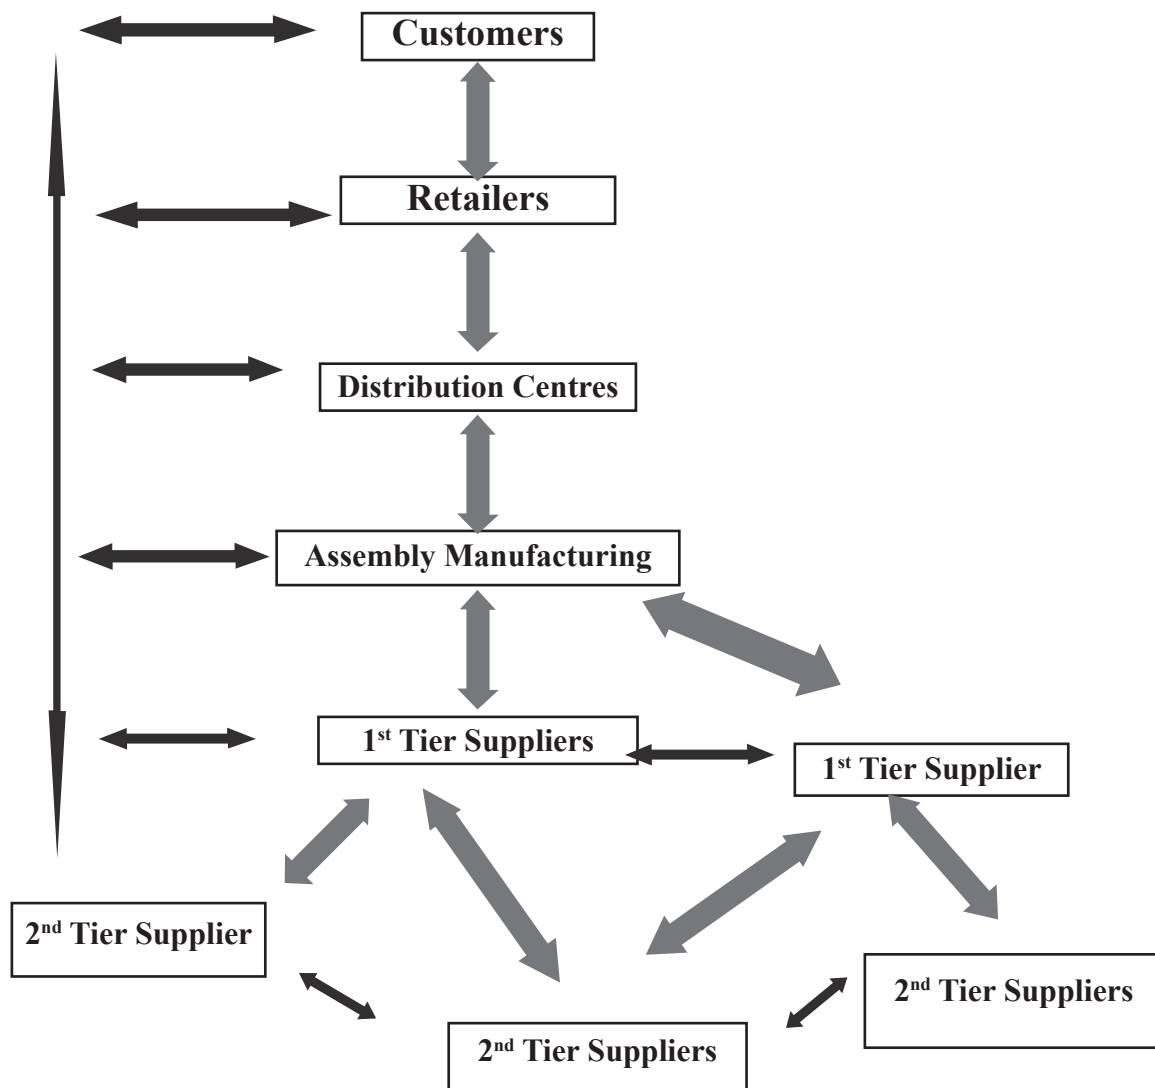 Customers
Retailers
Distribution Centres
Assembly Manufacturing
1st Tier Suppliers
1st Tier Supplier
2nd Tier Supplier
2nd Tier Suppliers
2nd Tier Suppliers